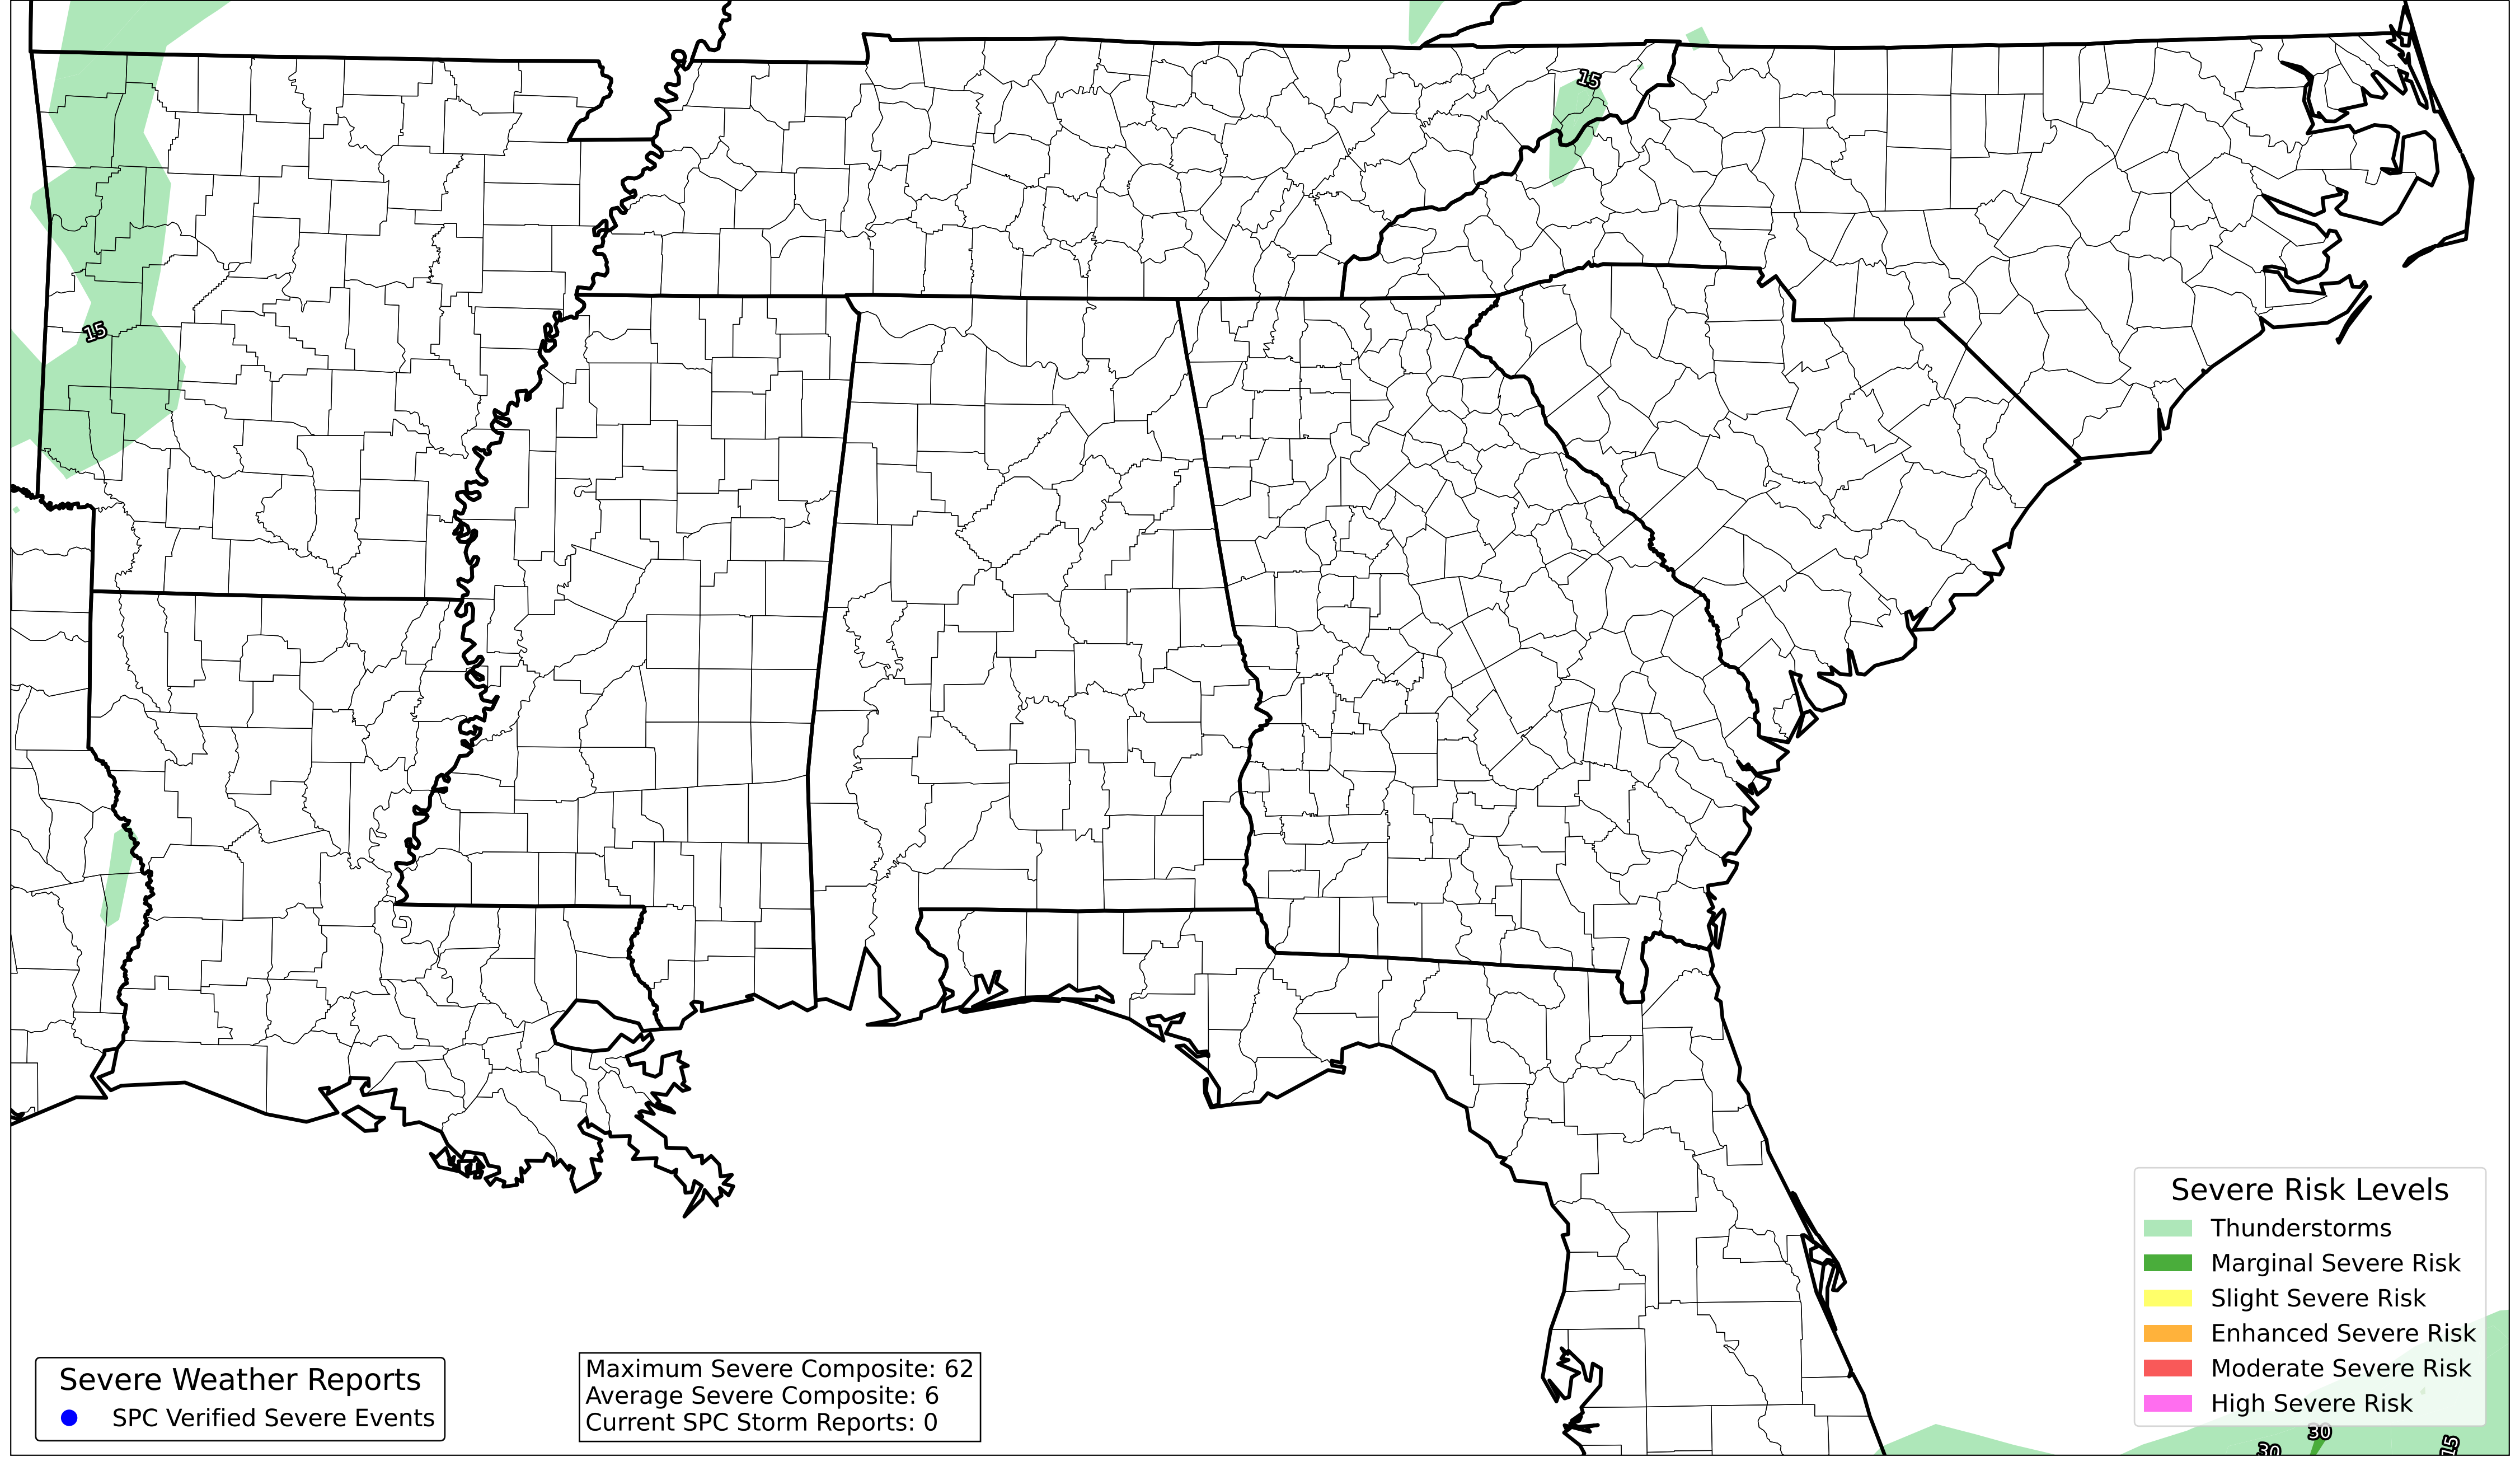 15
15
Severe Risk Levels
Thunderstorms
Marginal Severe Risk
Slight Severe Risk
Enhanced Severe Risk
Moderate Severe Risk
High Severe Risk
Severe Weather Reports
SPC Verified Severe Events
Maximum Severe Composite: 62
Average Severe Composite: 6
Current SPC Storm Reports: 0
30
30
15